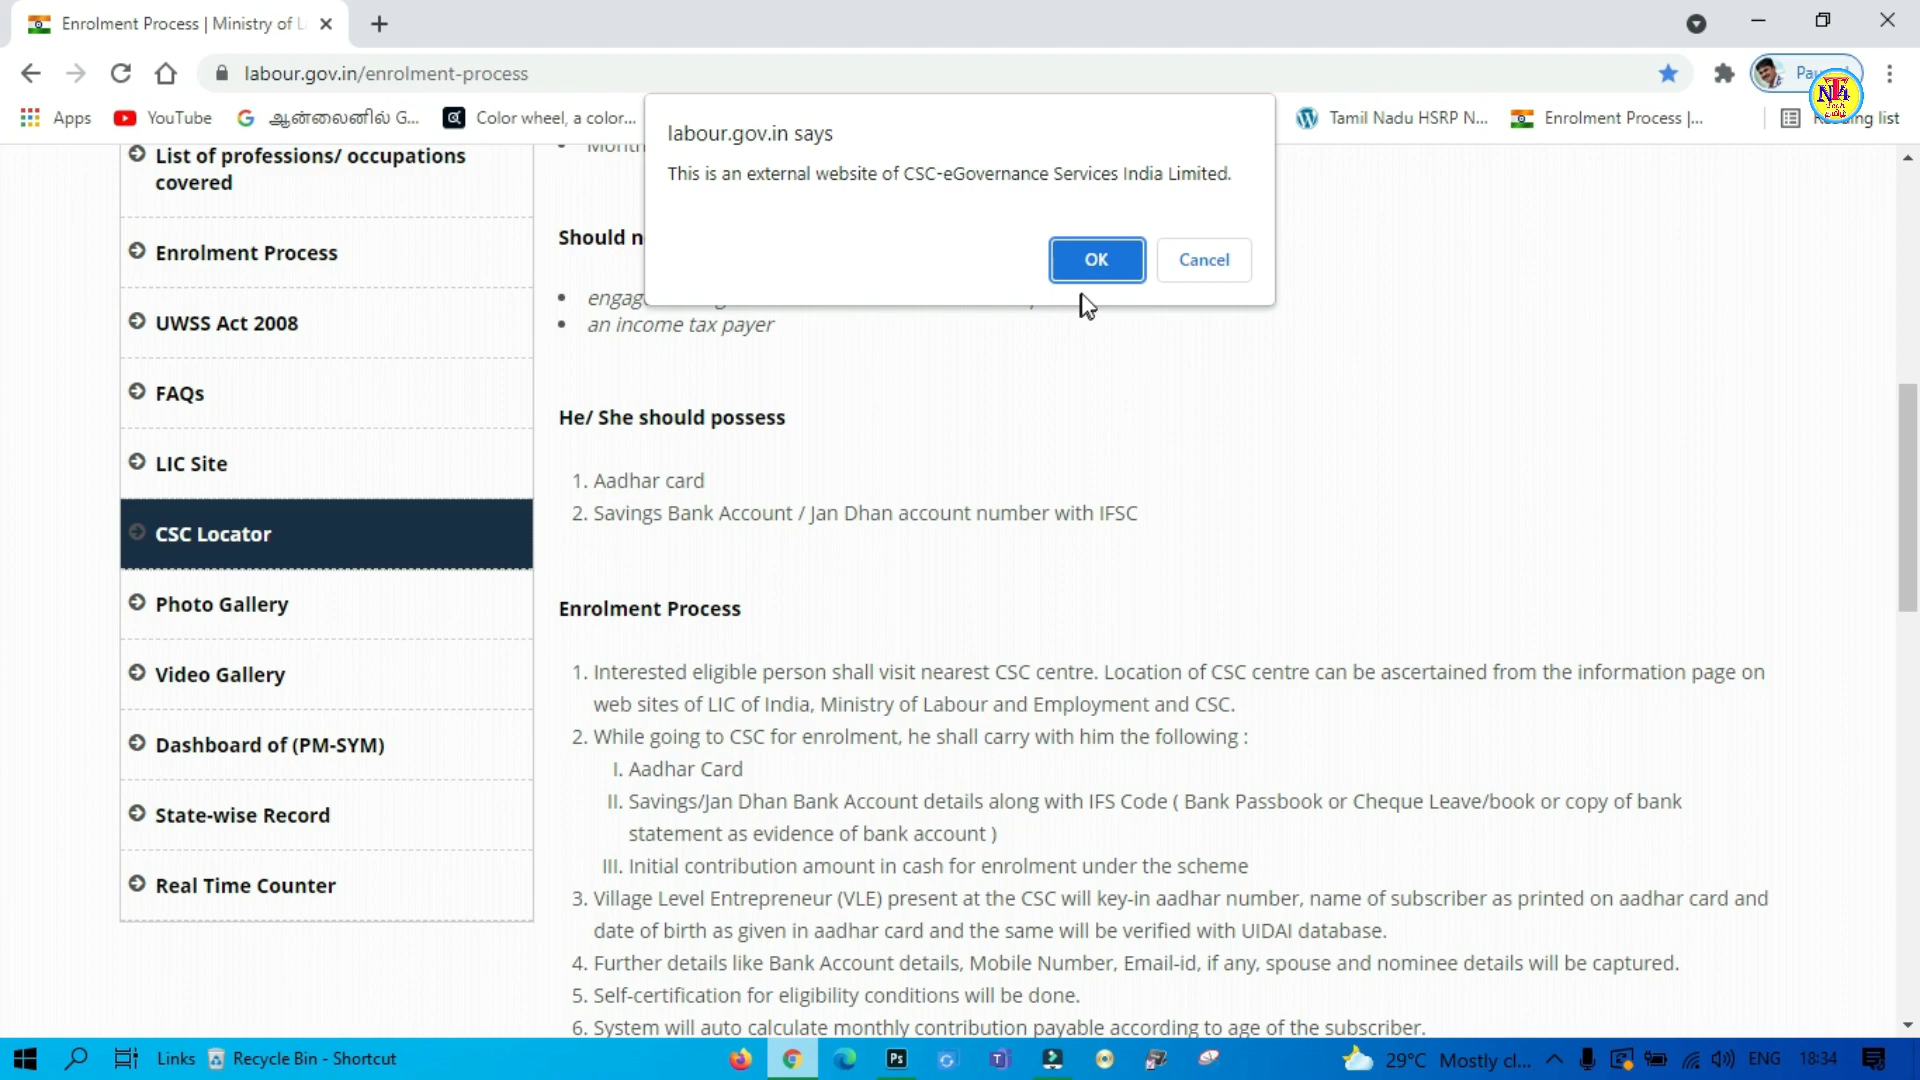 Enrolment Process | Ministry of L
labour.gov.in/enrolment-process
Apps
YouTube
ஆன்லைனில் G...
Color wheel, a color...
Tamil Nadu HSRP N...
Enrolment Process |...
labour.gov.in says
This is an external website of CSC-eGovernance Services India Limited.
OK
Cancel
List of professions/ occupations
covered
Enrolment Process
UWSS Act 2008
FAQs
LIC Site
CSC Locator
Photo Gallery
Video Gallery
Dashboard of (PM-SYM)
State-wise Record
Real Time Counter
Should n
an income tax payer
He/ She should possess
1. Aadhar card
2. Savings Bank Account / Jan Dhan account number with IFSC
Enrolment Process
1. Interested eligible person shall visit nearest CSC centre. Location of CSC centre can be ascertained from the information page on
web sites of LIC of India, Ministry of Labour and Employment and CSC.
2. While going to CSC for enrolment, he shall carry with him the following :
I. Aadhar Card
II. Savings/Jan Dhan Bank Account details along with IFS Code ( Bank Passbook or Cheque Leave/book or copy of bank
statement as evidence of bank account )
III. Initial contribution amount in cash for enrolment under the scheme
3. Village Level Entrepreneur (VLE) present at the CSC will key-in aadhar number, name of subscriber as printed on aadhar card and
date of birth as given in aadhar card and the same will be verified with UIDAI database.
4. Further details like Bank Account details, Mobile Number, Email-id, if any, spouse and nominee details will be captured.
5. Self-certification for eligibility conditions will be done.
6. System will auto calculate monthly contribution payable according to age of the subscriber.
Links
Recycle Bin - Shortcut
Ps
29°C Mostly cl...
ENG
18:34